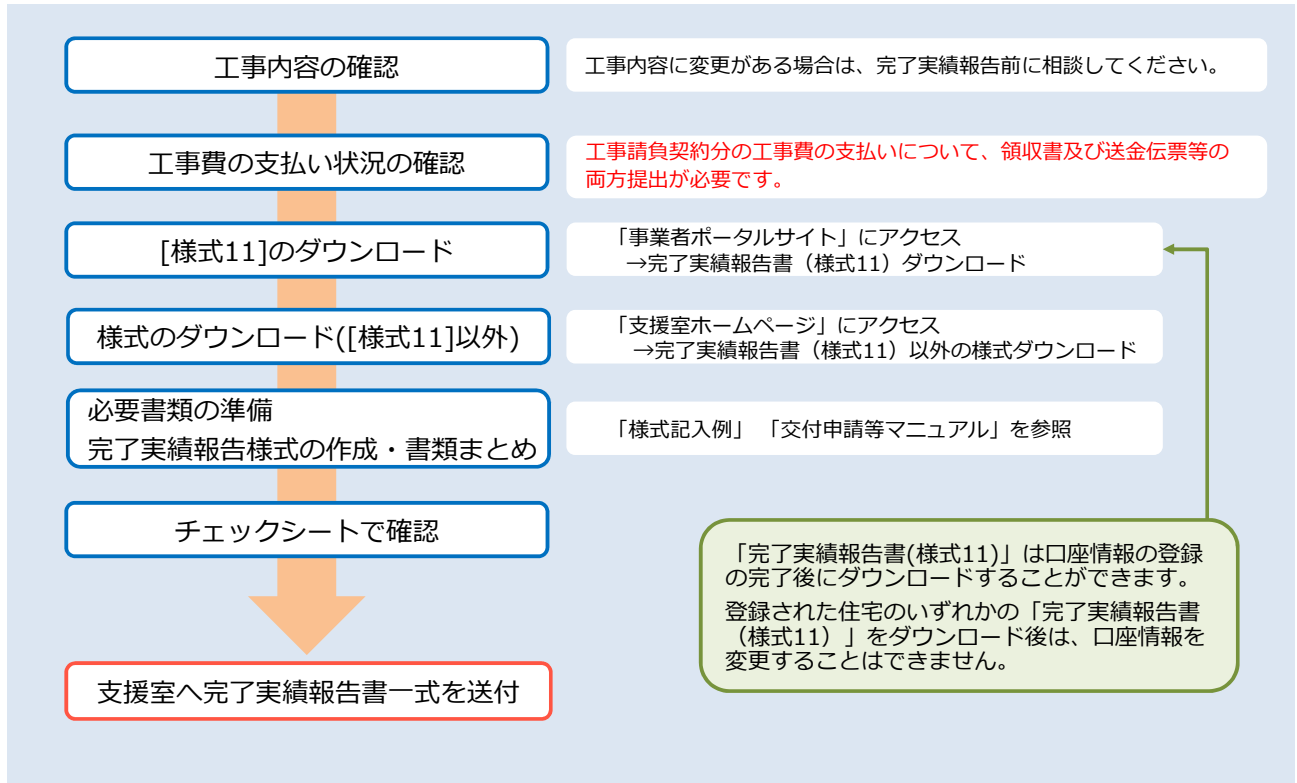 工事内容の確認
工事内容に変更がある場合は、完了実績報告前に相談してください。
工事費の支払い状況の確認
工事請負契約分の工事費の支払いについて、領収書及び送金伝票等の
両方提出が必要です。
[様式11]のダウンロード
「事業者ポータルサイト」にアクセス
→完了実績報告書（様式11）ダウンロード
様式のダウンロード([様式11]以外)
「支援室ホームページ」にアクセス
→完了実績報告書（様式11）以外の様式ダウンロード
必要書類の準備
完了実績報告様式の作成・書類まとめ
「様式記入例」「交付申請等マニュアル」を参照
チェックシートで確認
「完了実績報告書(様式11)」は口座情報の登録
の完了後にダウンロードすることができます。
登録された住宅のいずれかの「完了実績報告書
（様式11）」をダウンロード後は、口座情報を
変更することはできません。
支援室へ完了実績報告書一式を送付